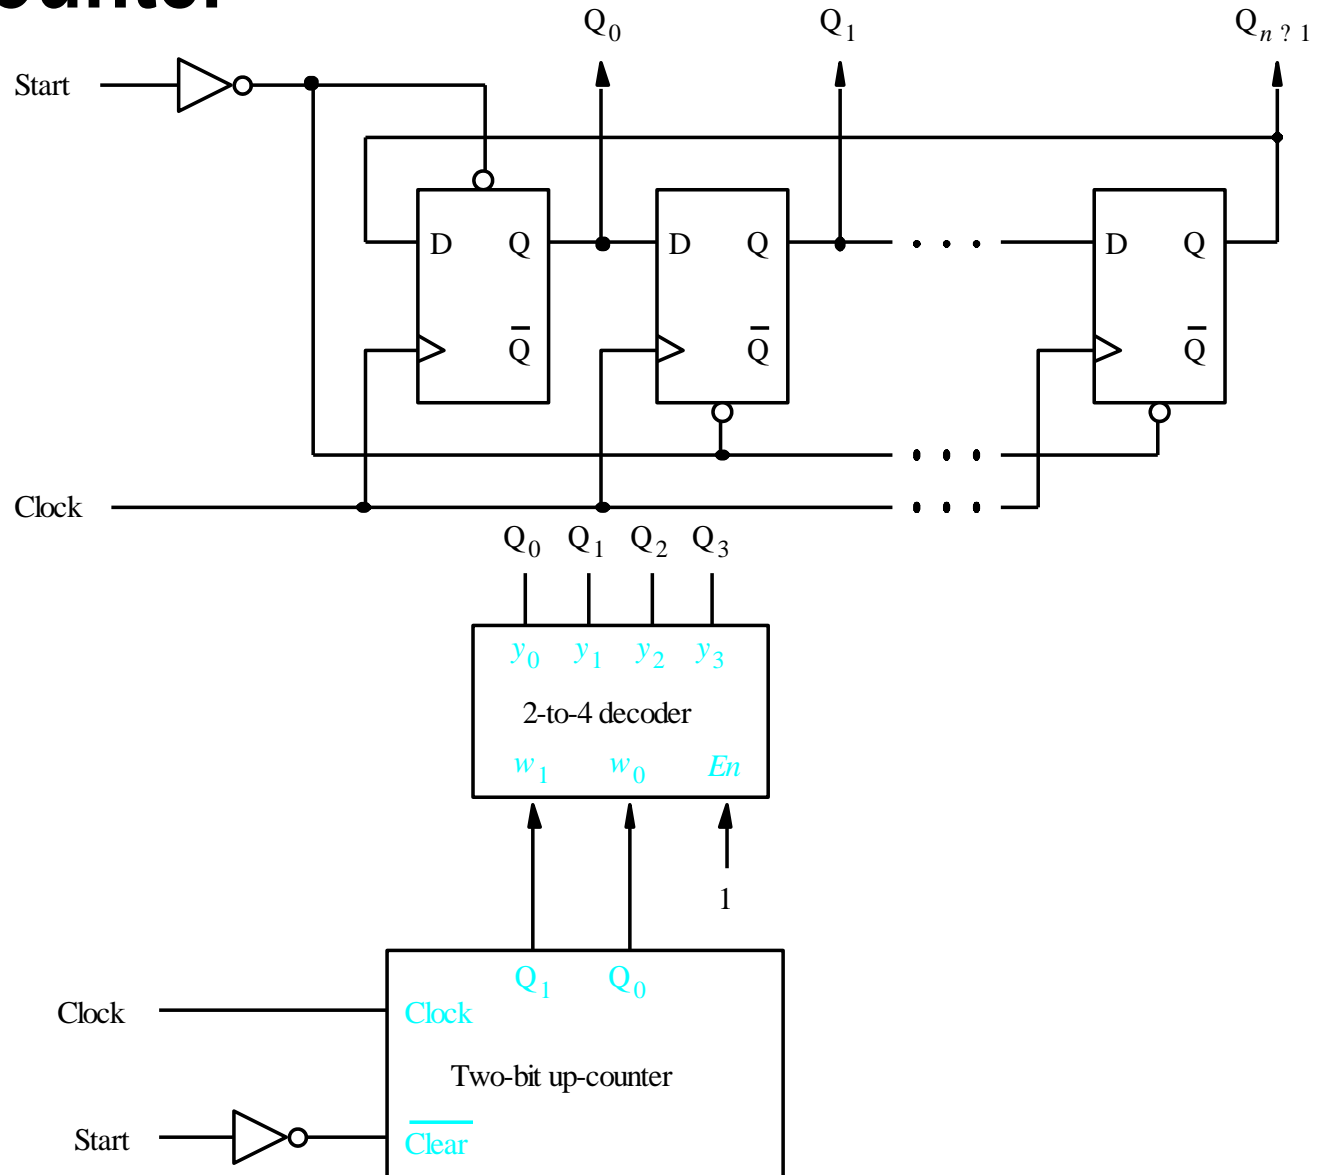 Q0 Q1 Qn ? 1
Start
D Q D Q D Q
Q Q Q
Clock
Q0 Q1 Q2 Q3
y0 y1 y2 y3
2-to-4 decoder
w1 w0 En
1
Q1 Q0
Clock Clock
Two-bit up-counter
Start Clear